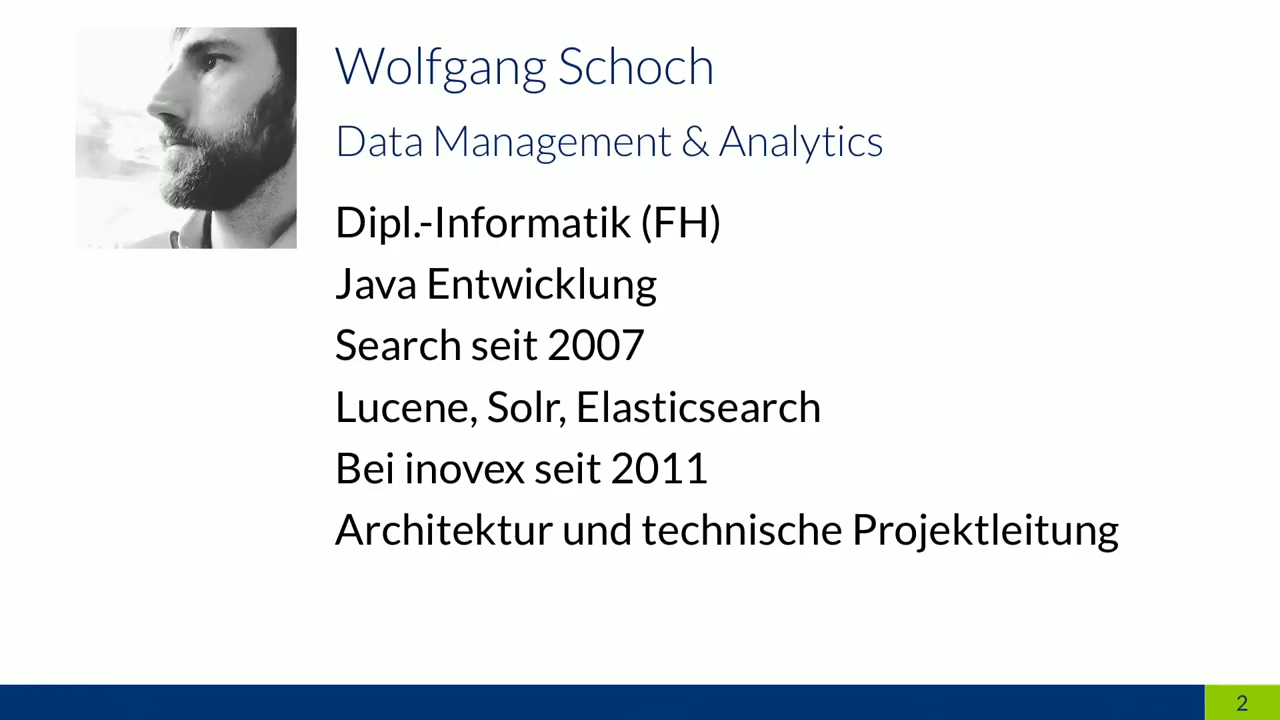 Wolfgang Schoch
Data Management & Analytics
Dipl.-Informatik (FH)
Java Entwicklung
Search seit 2007
Lucene, Solr, Elasticsearch
Bei inovex seit 2011
Architektur und technische Projektleitung
2